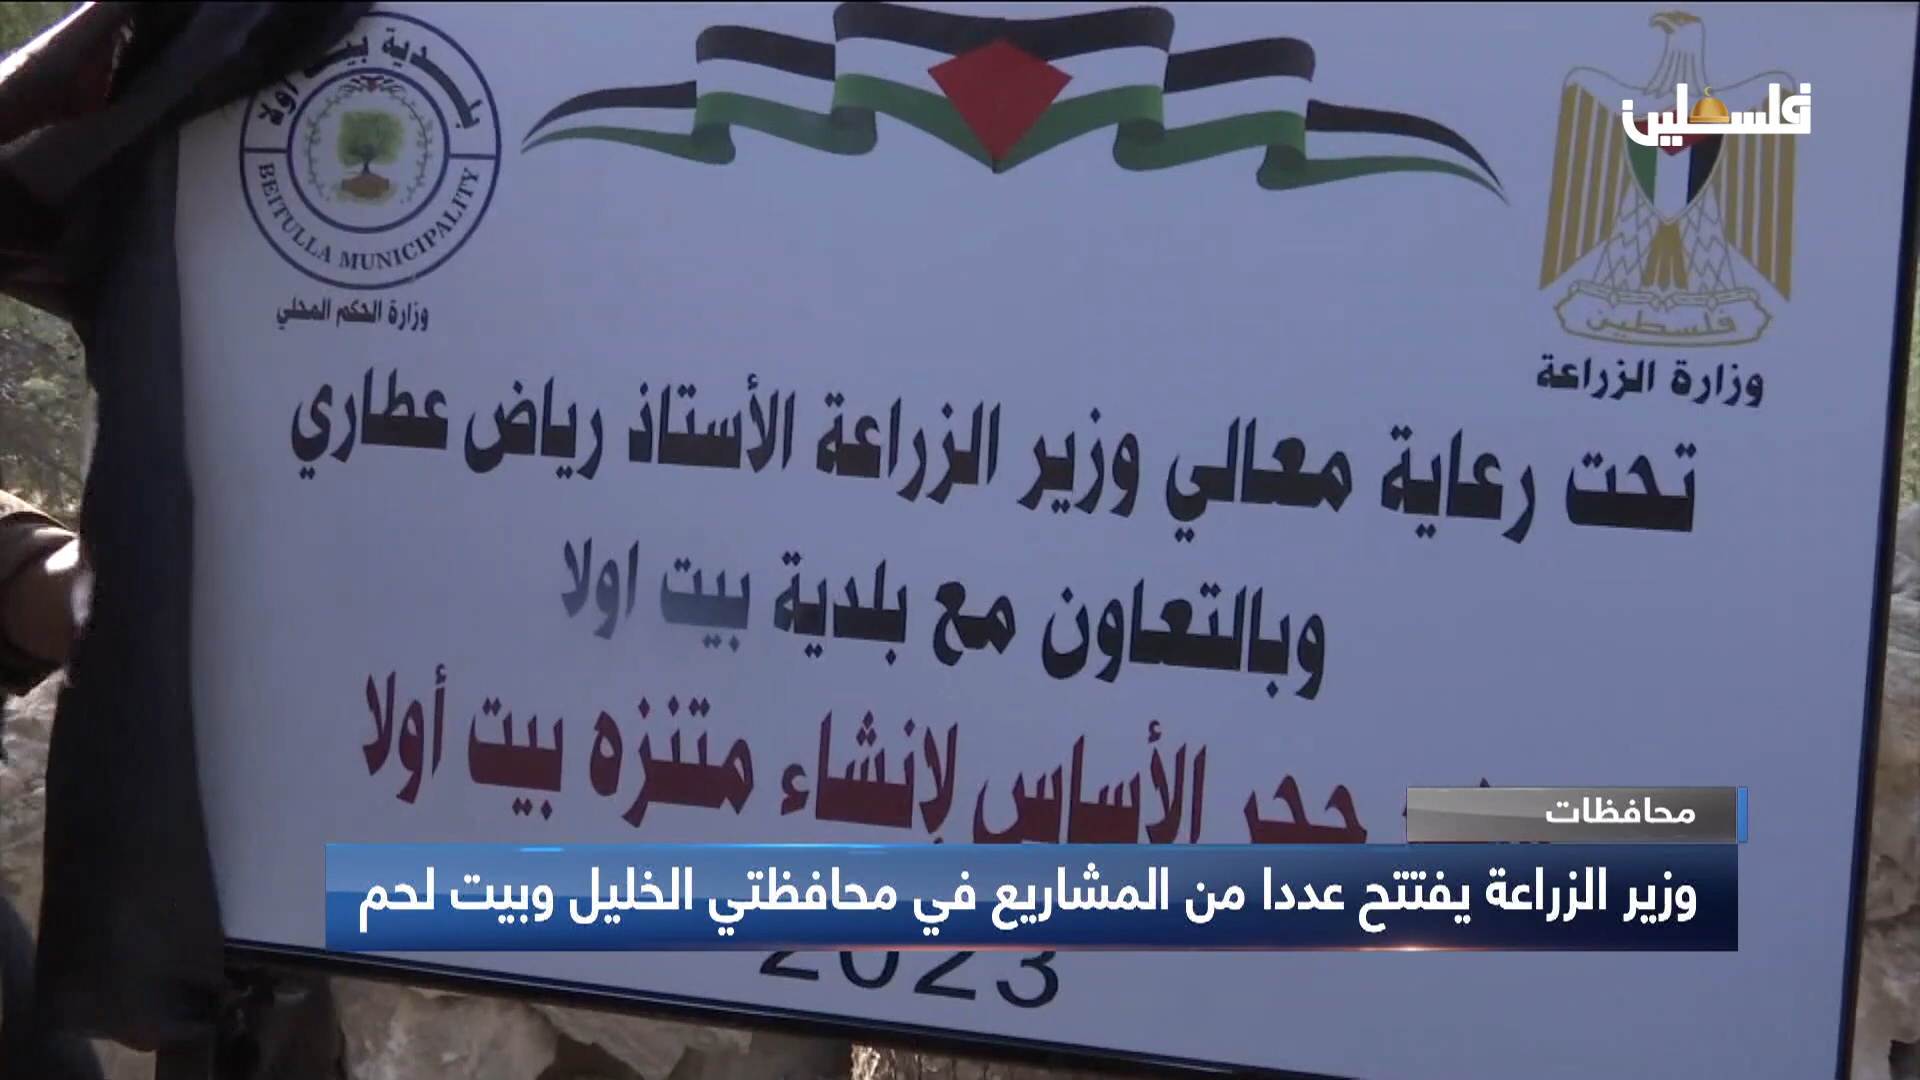 بلدية بيت أولا
BEITULLA MUNICIPALITY
وزارة الحكم المحلي
فلسطين
فلسطين
وزارة الزراعة
تحت رعاية معالي وزير الزراعة الأستاذ رياض عطاري
وبالتعاون مع بلدية بيت اولا
حجر الأساس لإنشاء متنزه بيت أولا
محافظات
وزير الزراعة يفتتح عددا من المشاريع في محافظتي الخليل وبيت لحم
2023